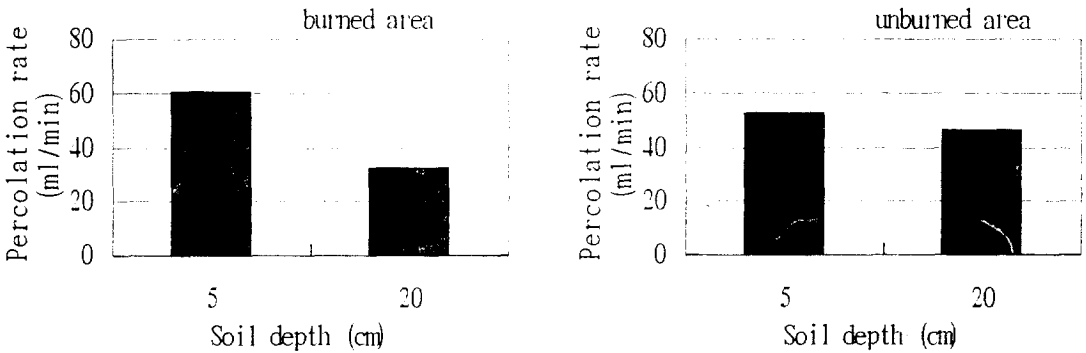 burned area
Percolation rate
(ml/min)
80
60
40
20
0
5 20
Soil depth (cm)
unburned area
Percolation rate
(ml/min)
80
60
40
20
0
5 20
Soil depth (cm)